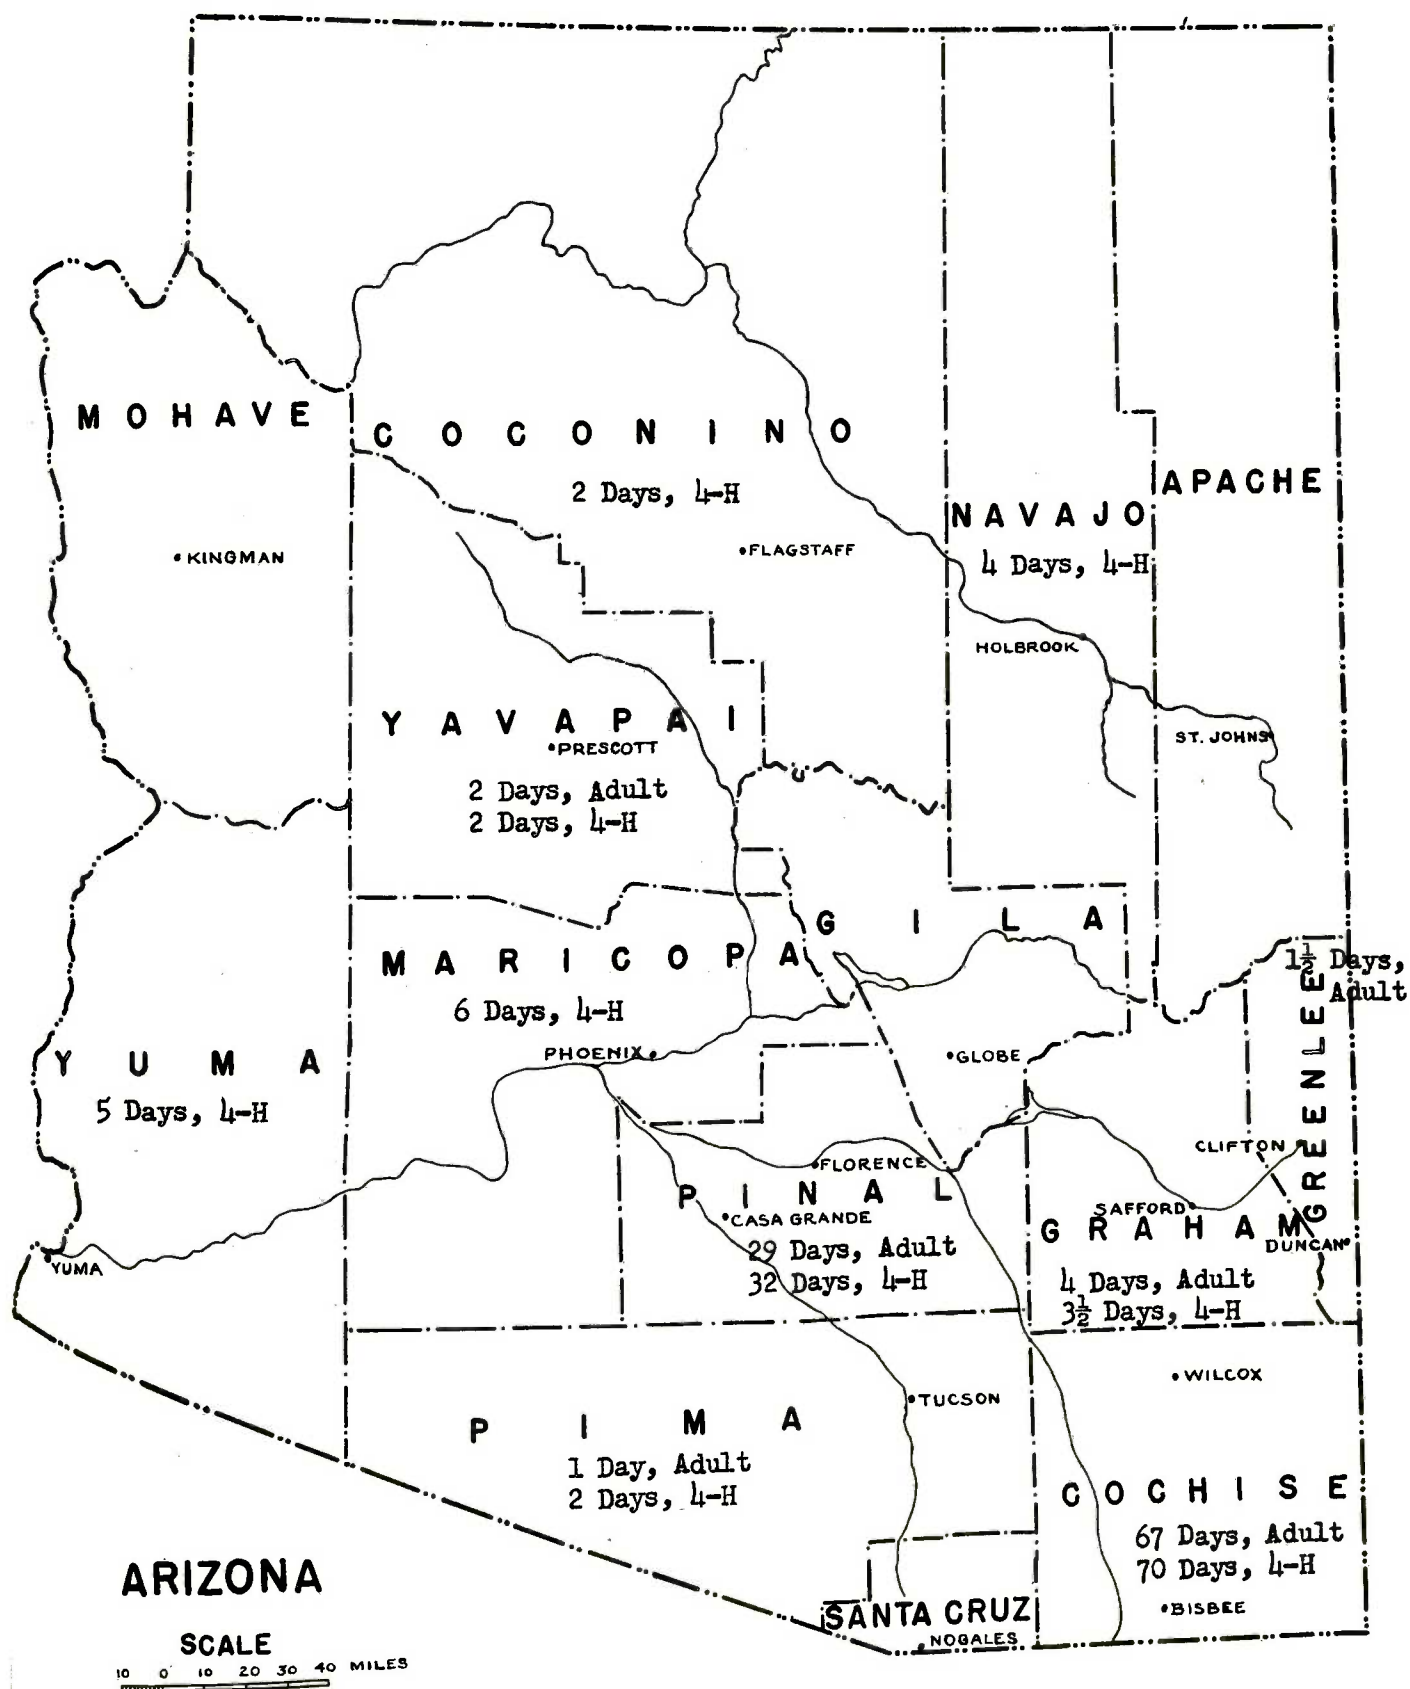 MOHAVE
COCONINO
2 Days, 4-H
APACHE
NAVAJO
4 Days, 4-H
KINGMAN
FLAGSTAFF
HOLBROOK
YAVAPAI
PRESCOTT
ST. JOHNS
2 Days, Adult
2 Days, 4-H
GILA
MARICOPA
1½ Days,
Adult
6 Days, 4-H
GREENLEE
YUMA
PHOENIX
GLOBE
5 Days, 4-H
CLIFTON
FLORENCE
PINAL
CASA GRANDE
SAFFORD
GRAHAM
DUNCAN
29 Days, Adult
32 Days, 4-H
YUMA
4 Days, Adult
3½ Days, 4-H
WILCOX
TUCSON
PIMA
1 Day, Adult
2 Days, 4-H
COCHISE
67 Days, Adult
70 Days, 4-H
ARIZONA
SANTA CRUZ
BISBEE
NOGALES
SCALE
10 0 10 20 30 40 MILES